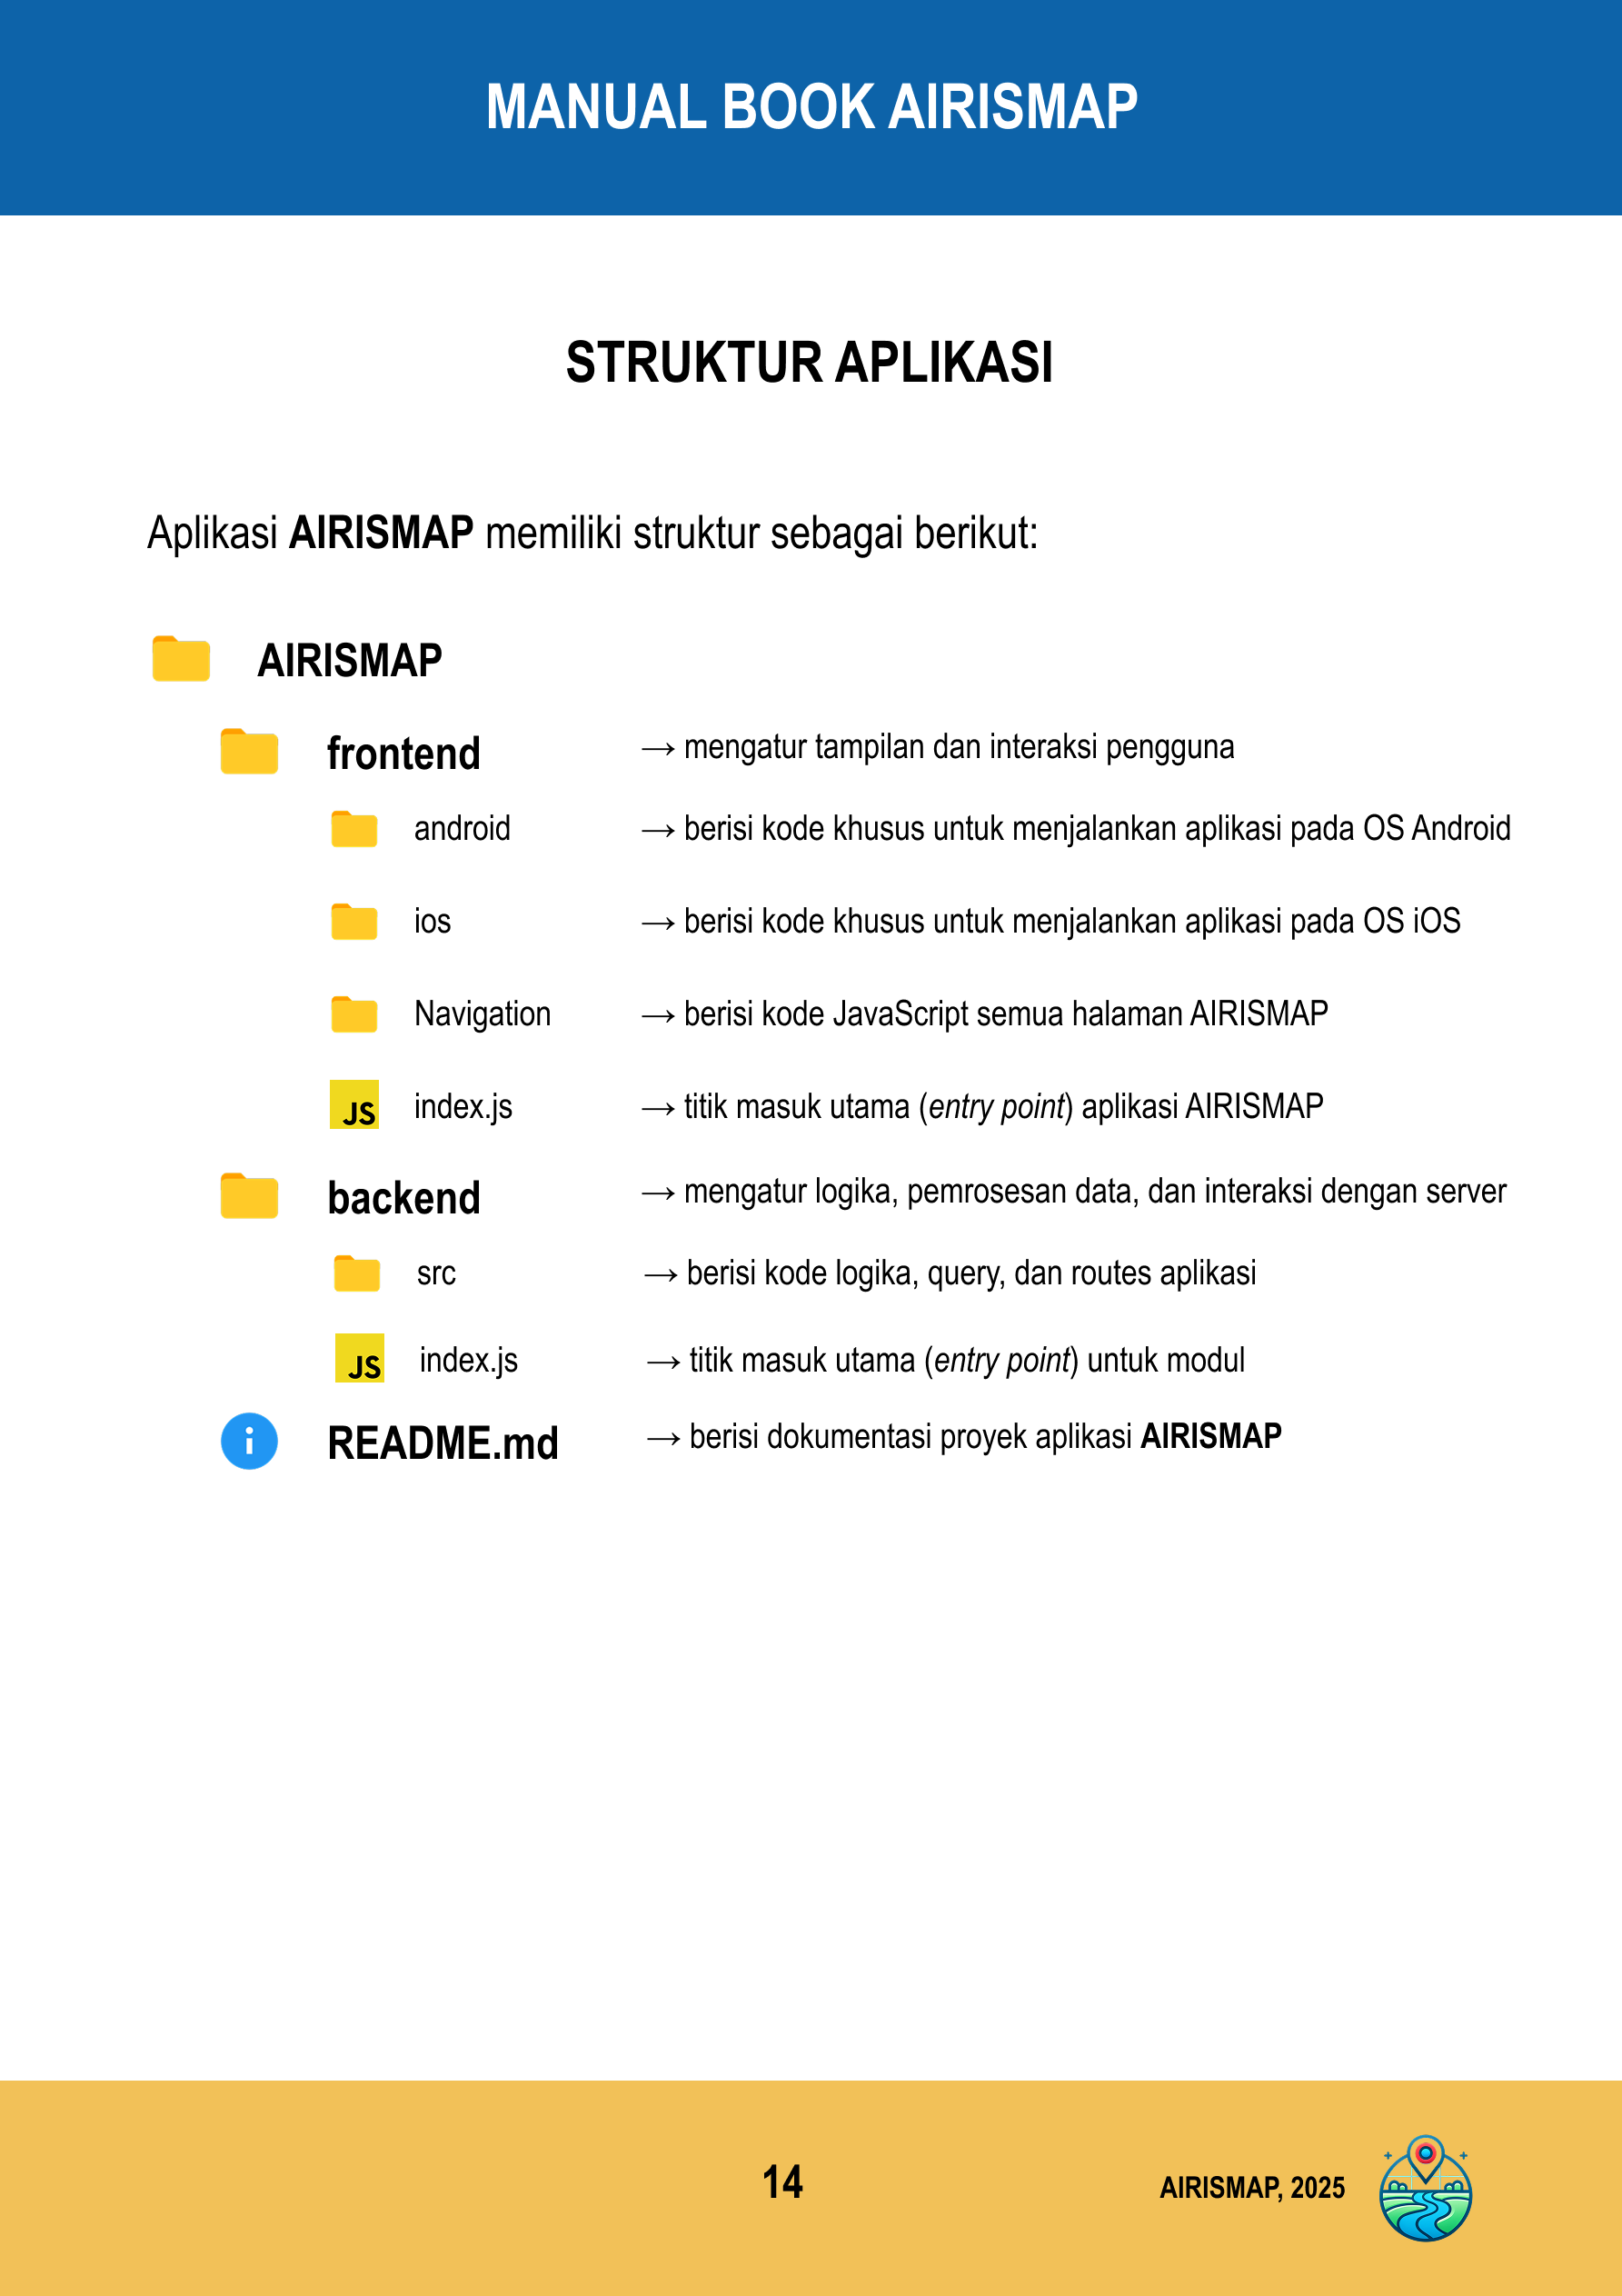 MANUAL BOOK AIRISMAP
STRUKTUR APLIKASI
Aplikasi AIRISMAP memiliki struktur sebagai berikut:
AIRISMAP
frontend → mengatur tampilan dan interaksi pengguna
android → berisi kode khusus untuk menjalankan aplikasi pada OS Android
ios → berisi kode khusus untuk menjalankan aplikasi pada OS iOS
Navigation → berisi kode JavaScript semua halaman AIRISMAP
JS index.js → titik masuk utama (entry point) aplikasi AIRISMAP
backend → mengatur logika, pemrosesan data, dan interaksi dengan server
src → berisi kode logika, query, dan routes aplikasi
JS index.js → titik masuk utama (entry point) untuk modul
i README.md → berisi dokumentasi proyek aplikasi AIRISMAP
14
AIRISMAP, 2025